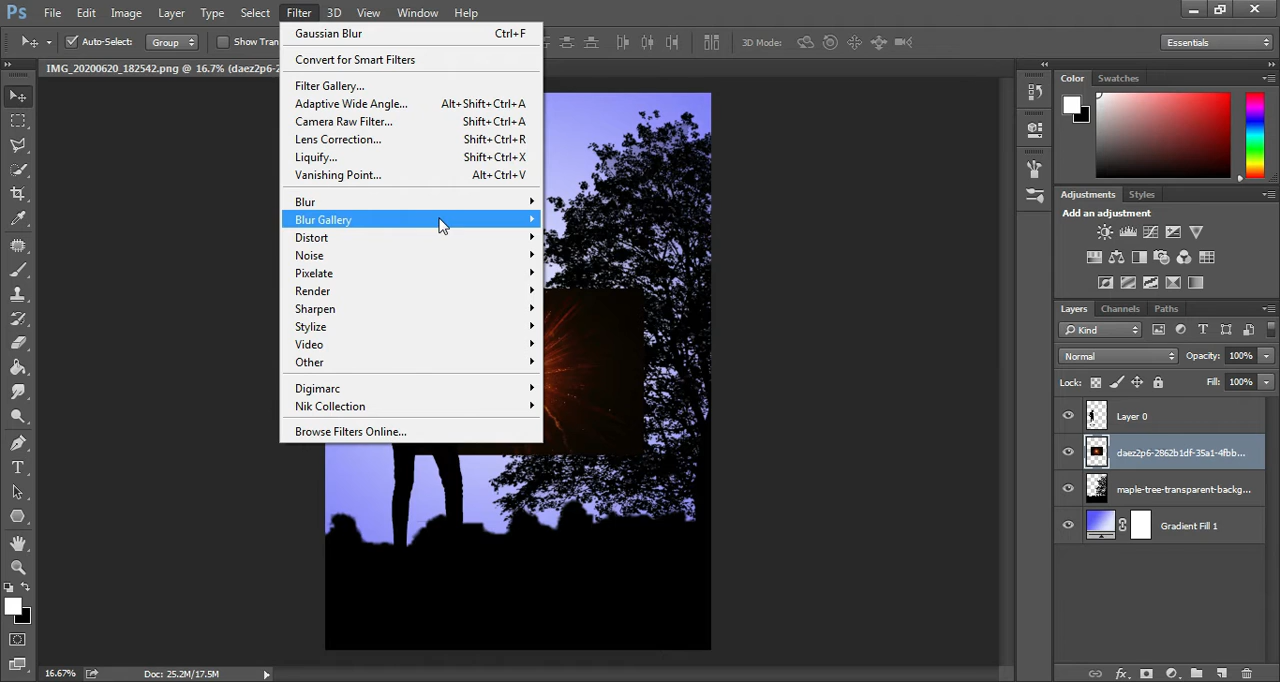 Ps File Edit Image Layer Type Select Filter 3D View Window Help
Auto-Select: Group Show Tran 3D Mode: Essentials
IMG_20200620_182542.png @ 16.7% (daez2p6-2
Gaussian Blur Ctrl+F
Convert for Smart Filters
Filter Gallery...
Adaptive Wide Angle... Alt+Shift+Ctrl+A
Camera Raw Filter... Shift+Ctrl+A
Lens Correction... Shift+Ctrl+R
Liquify... Shift+Ctrl+X
Vanishing Point... Alt+Ctrl+V
Blur
Blur Gallery
Distort
Noise
Pixelate
Render
Sharpen
Stylize
Video
Other
Digimarc
Nik Collection
Browse Filters Online...
Color Swatches
Adjustments Styles
Add an adjustment
Layers Channels Paths
Kind
Normal Opacity: 100%
Lock: Fill: 100%
Layer 0
daez2p6-2862b1df-35a1-4fbb...
maple-tree-transparent-backg...
Gradient Fill 1
16.67% Doc: 25.2M/17.5M